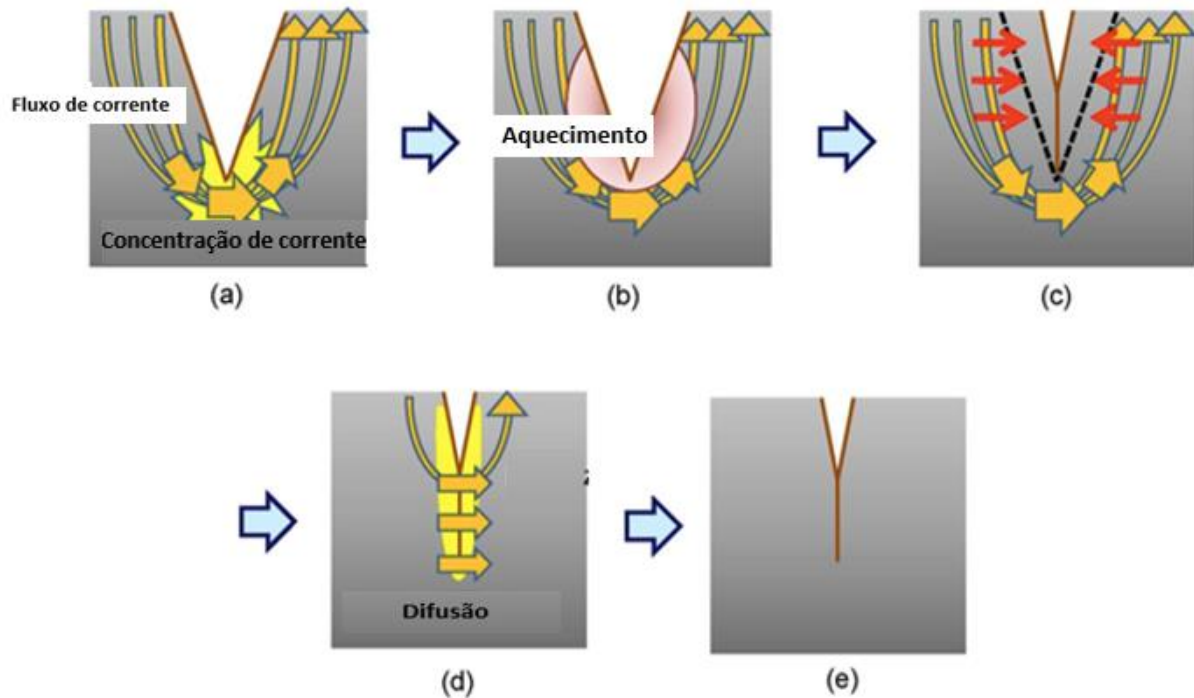 Fluxo de corrente
Concentração de corrente
(a)
Aquecimento
(b)
(c)
Difusão
(d)
(e)